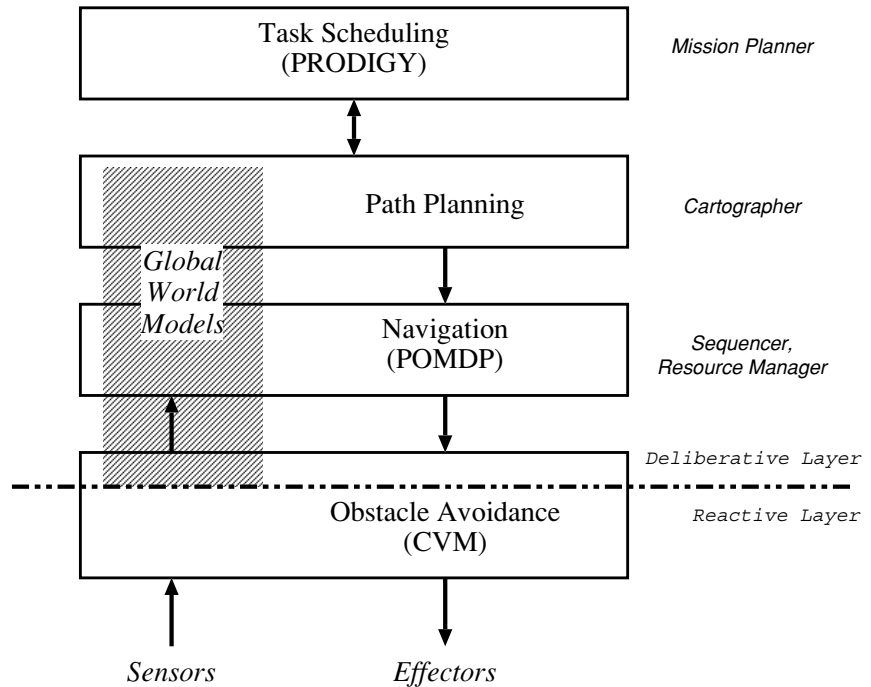 Task Scheduling
(PRODIGY)
Mission Planner
Path Planning
Cartographer
Global
World
Models
Navigation
(POMDP)
Sequencer,
Resource Manager
Deliberative Layer
Reactive Layer
Obstacle Avoidance
(CVM)
Sensors
Effectors